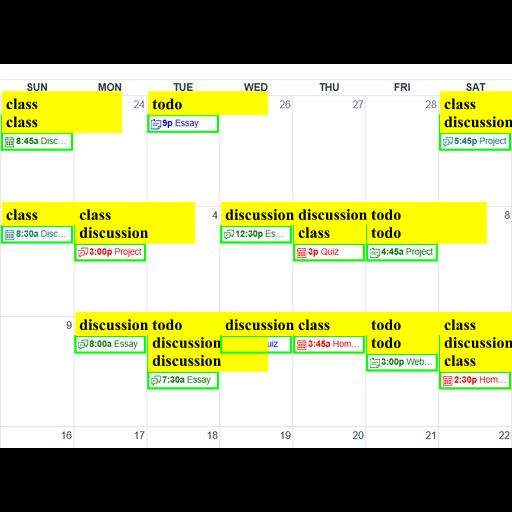 SUN MON TUE WED THU FRI SAT
class 24 todo 26 27 28 class
class 9p Essay discussion
8:45a Disc... 5:45p Project
class class 4 discussion discussion todo 8
8:30a Disc... discussion 12:30p Es... class todo
3:00p Project 3p Quiz 4:45a Project
9 discussion todo discussion class todo class
8:00a Essay discussion uiz 3:45a Hom... todo discussion
discussion 3:00p Web... class
7:30a Essay 2:30p Hom...
16 17 18 19 20 21 22